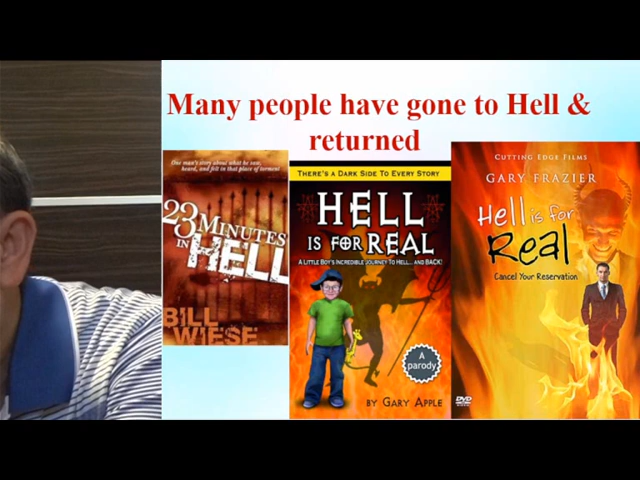 Many people have gone to Hell &
returned
One man's story about what he saw,
heard, and felt in that place of torment
23 MINUTES
IN HELL
BILL
WIESE
THERE'S A DARK SIDE TO EVERY STORY
HELL
IS FOR REAL
A LITTLE BOY'S INCREDIBLE JOURNEY TO HELL... AND BACK!
A
parody
BY GARY APPLE
CUTTING EDGE FILMS
GARY FRAZIER
Hell is for
Real
Cancel Your Reservation
DVD